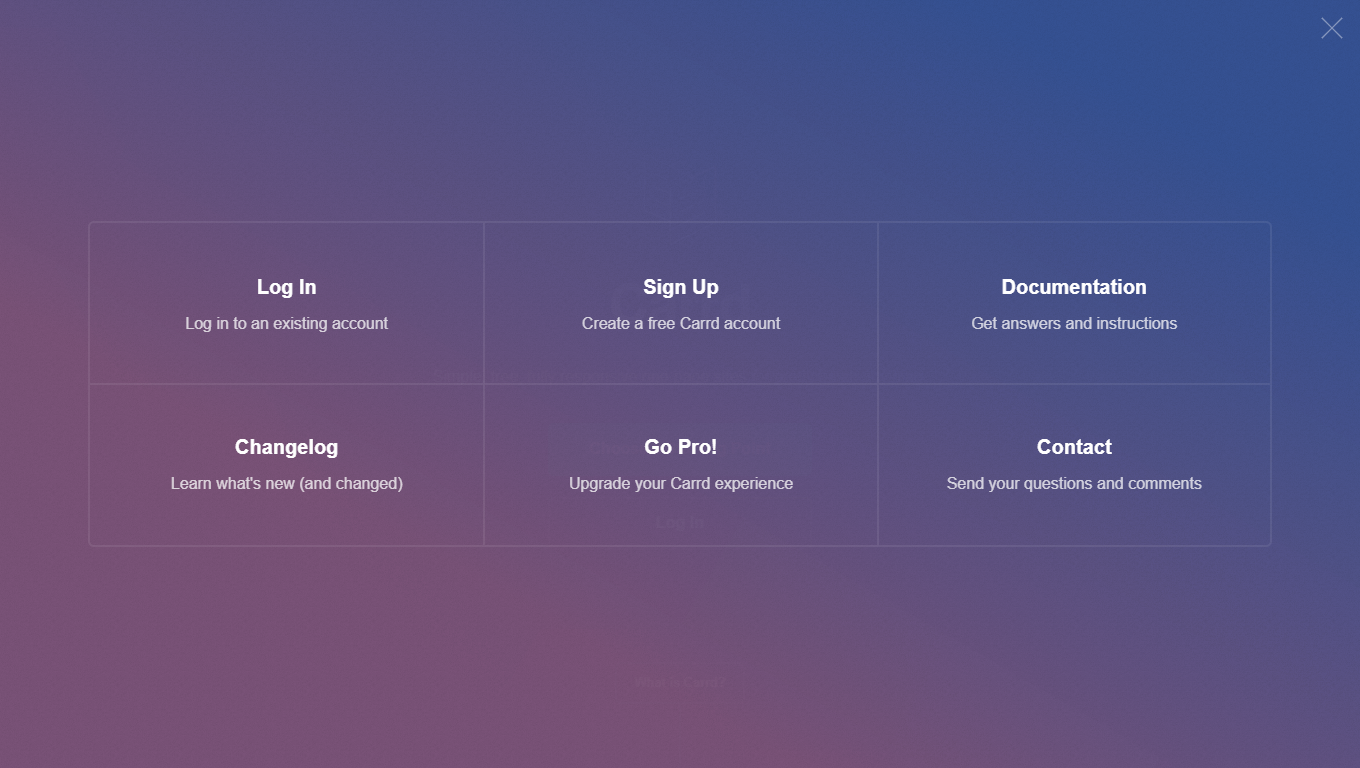 Log In
Log in to an existing account
Sign Up
Create a free Carrd account
Documentation
Get answers and instructions
Changelog
Learn what's new (and changed)
Go Pro!
Upgrade your Carrd experience
Contact
Send your questions and comments
Log In
What is Carrd?